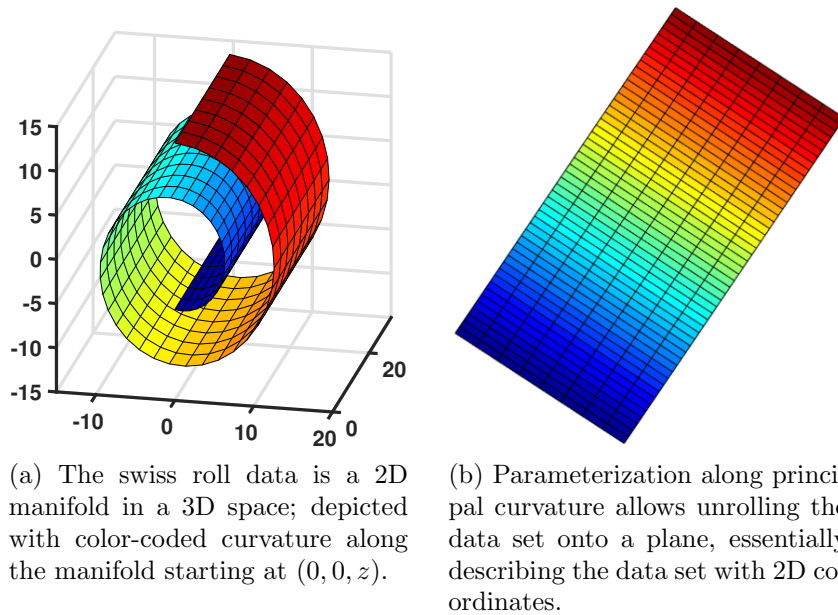 15
10
5
0
-5
-10
-15
-10
0
10
20
0
20
(a) The swiss roll data is a 2D
manifold in a 3D space; depicted
with color-coded curvature along
the manifold starting at (0, 0, z).
(b) Parameterization along princi
pal curvature allows unrolling the
data set onto a plane, essentially
describing the data set with 2D co
ordinates.